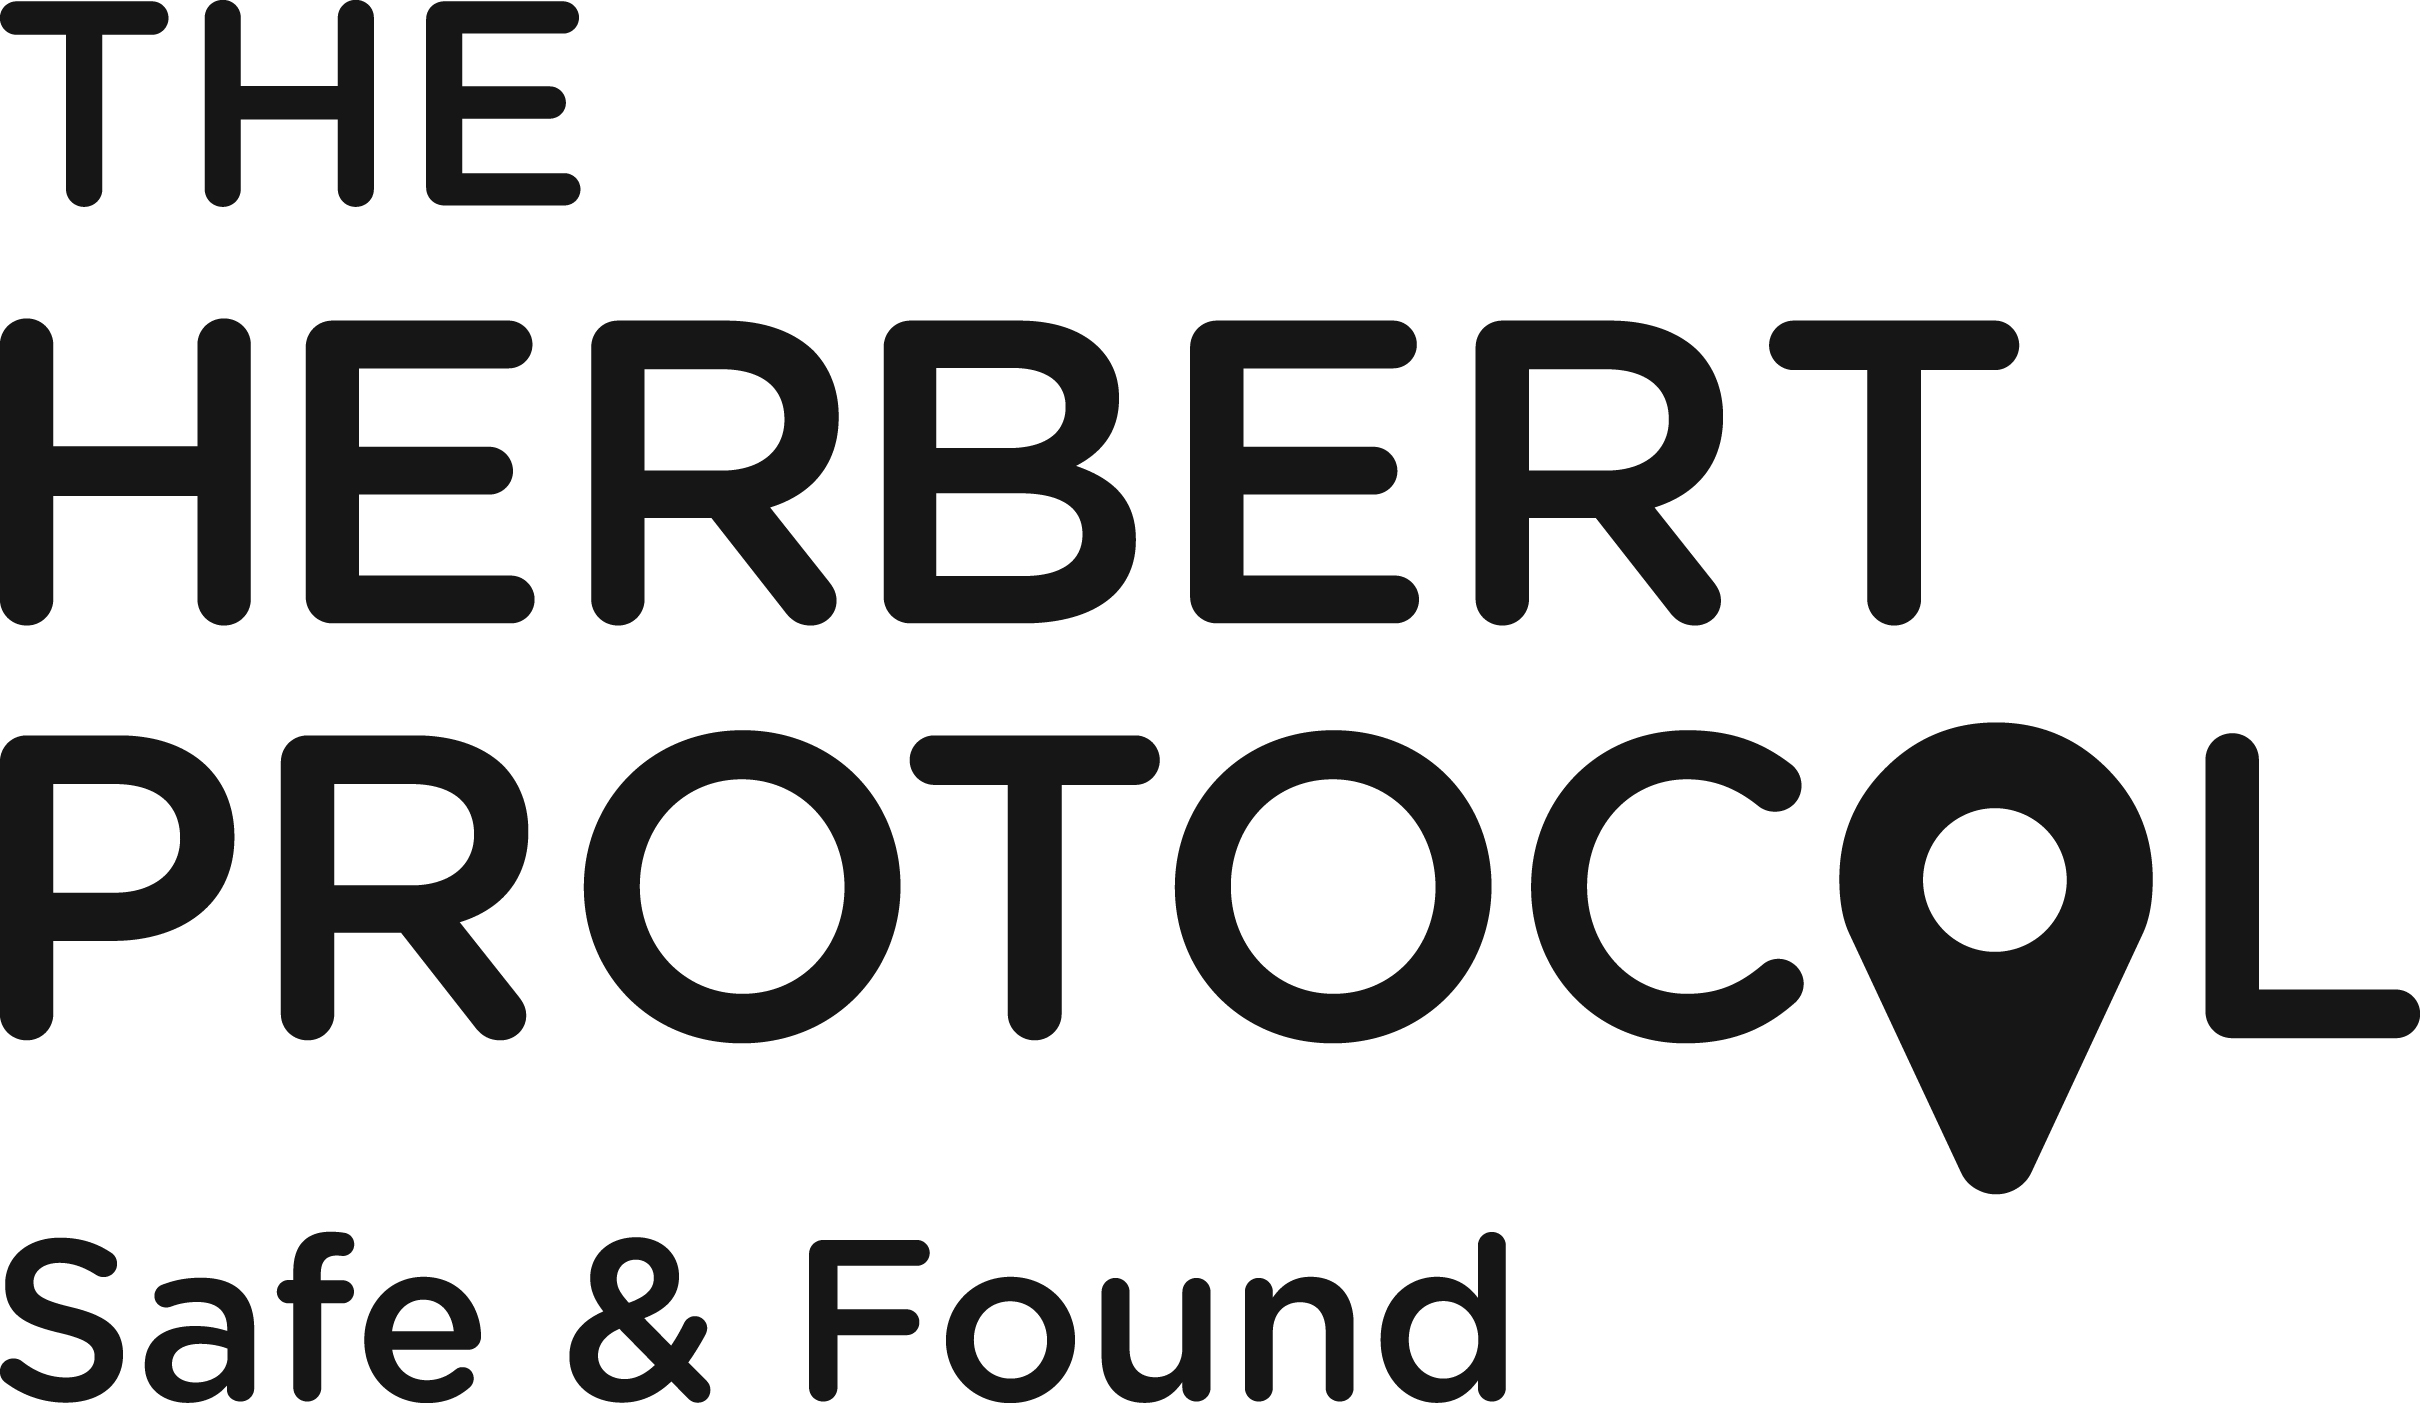 THE
HERBERT
PROTOCOL
Safe & Found